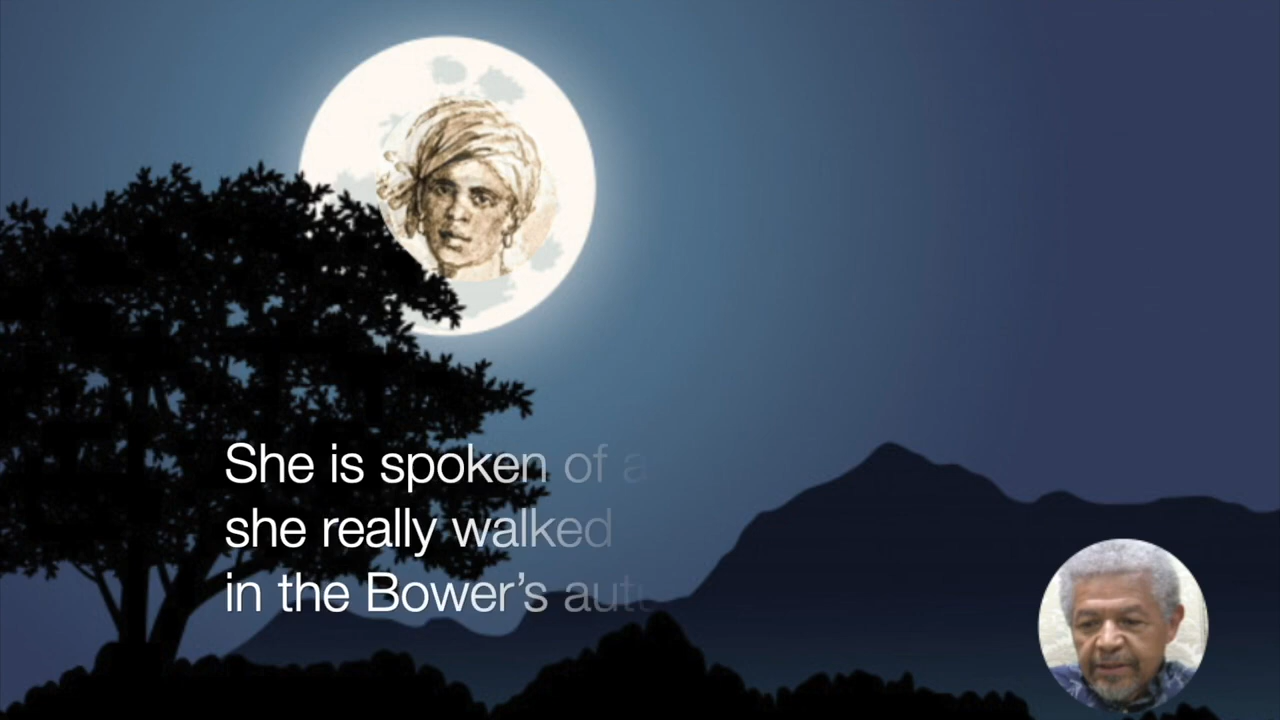 She is spoken of
she really walked
in the Bower’s